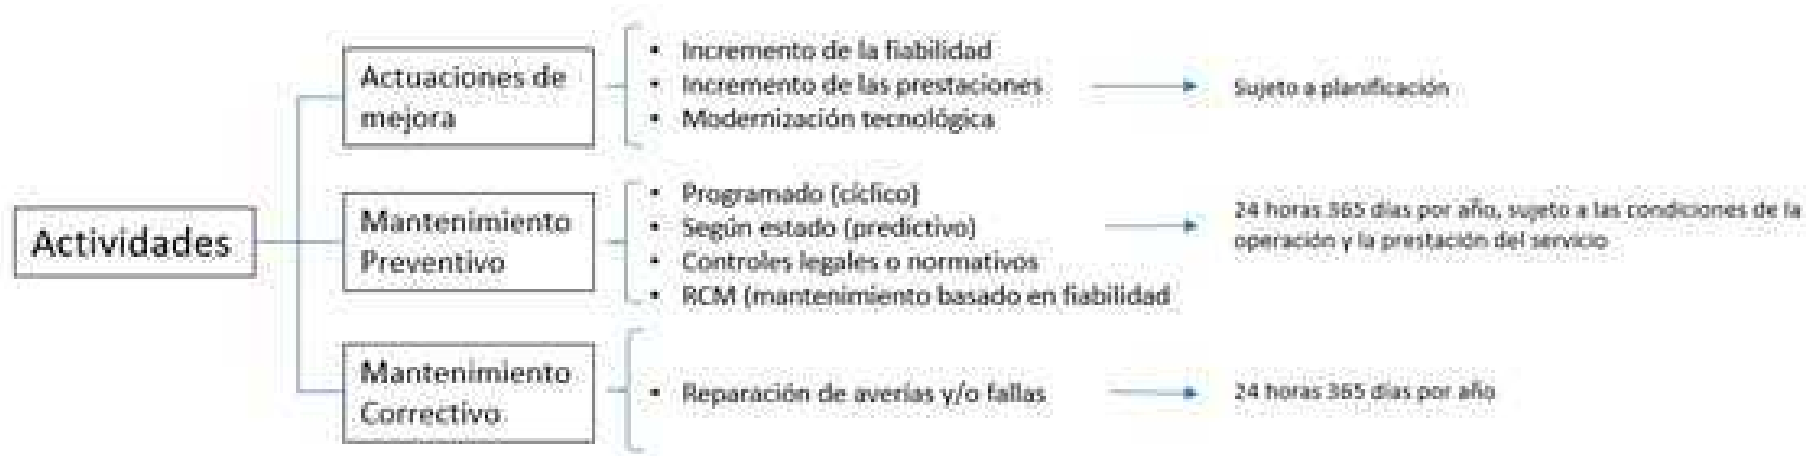 Actividades
Actuaciones de
mejora
• Incremento de la fiabilidad
• Incremento de las prestaciones
• Modernización tecnológica
Sujeto a planificación
Mantenimiento
Preventivo
• Programado (cíclico)
• Según estado (predictivo)
• Controles legales o normativos
• RCM (mantenimiento basado en fiabilidad
24 horas 365 días por año, sujeto a las condiciones de la
operación y la prestación del servicio
Mantenimiento
Correctivo
• Reparación de averías y/o fallas
24 horas 365 días por año